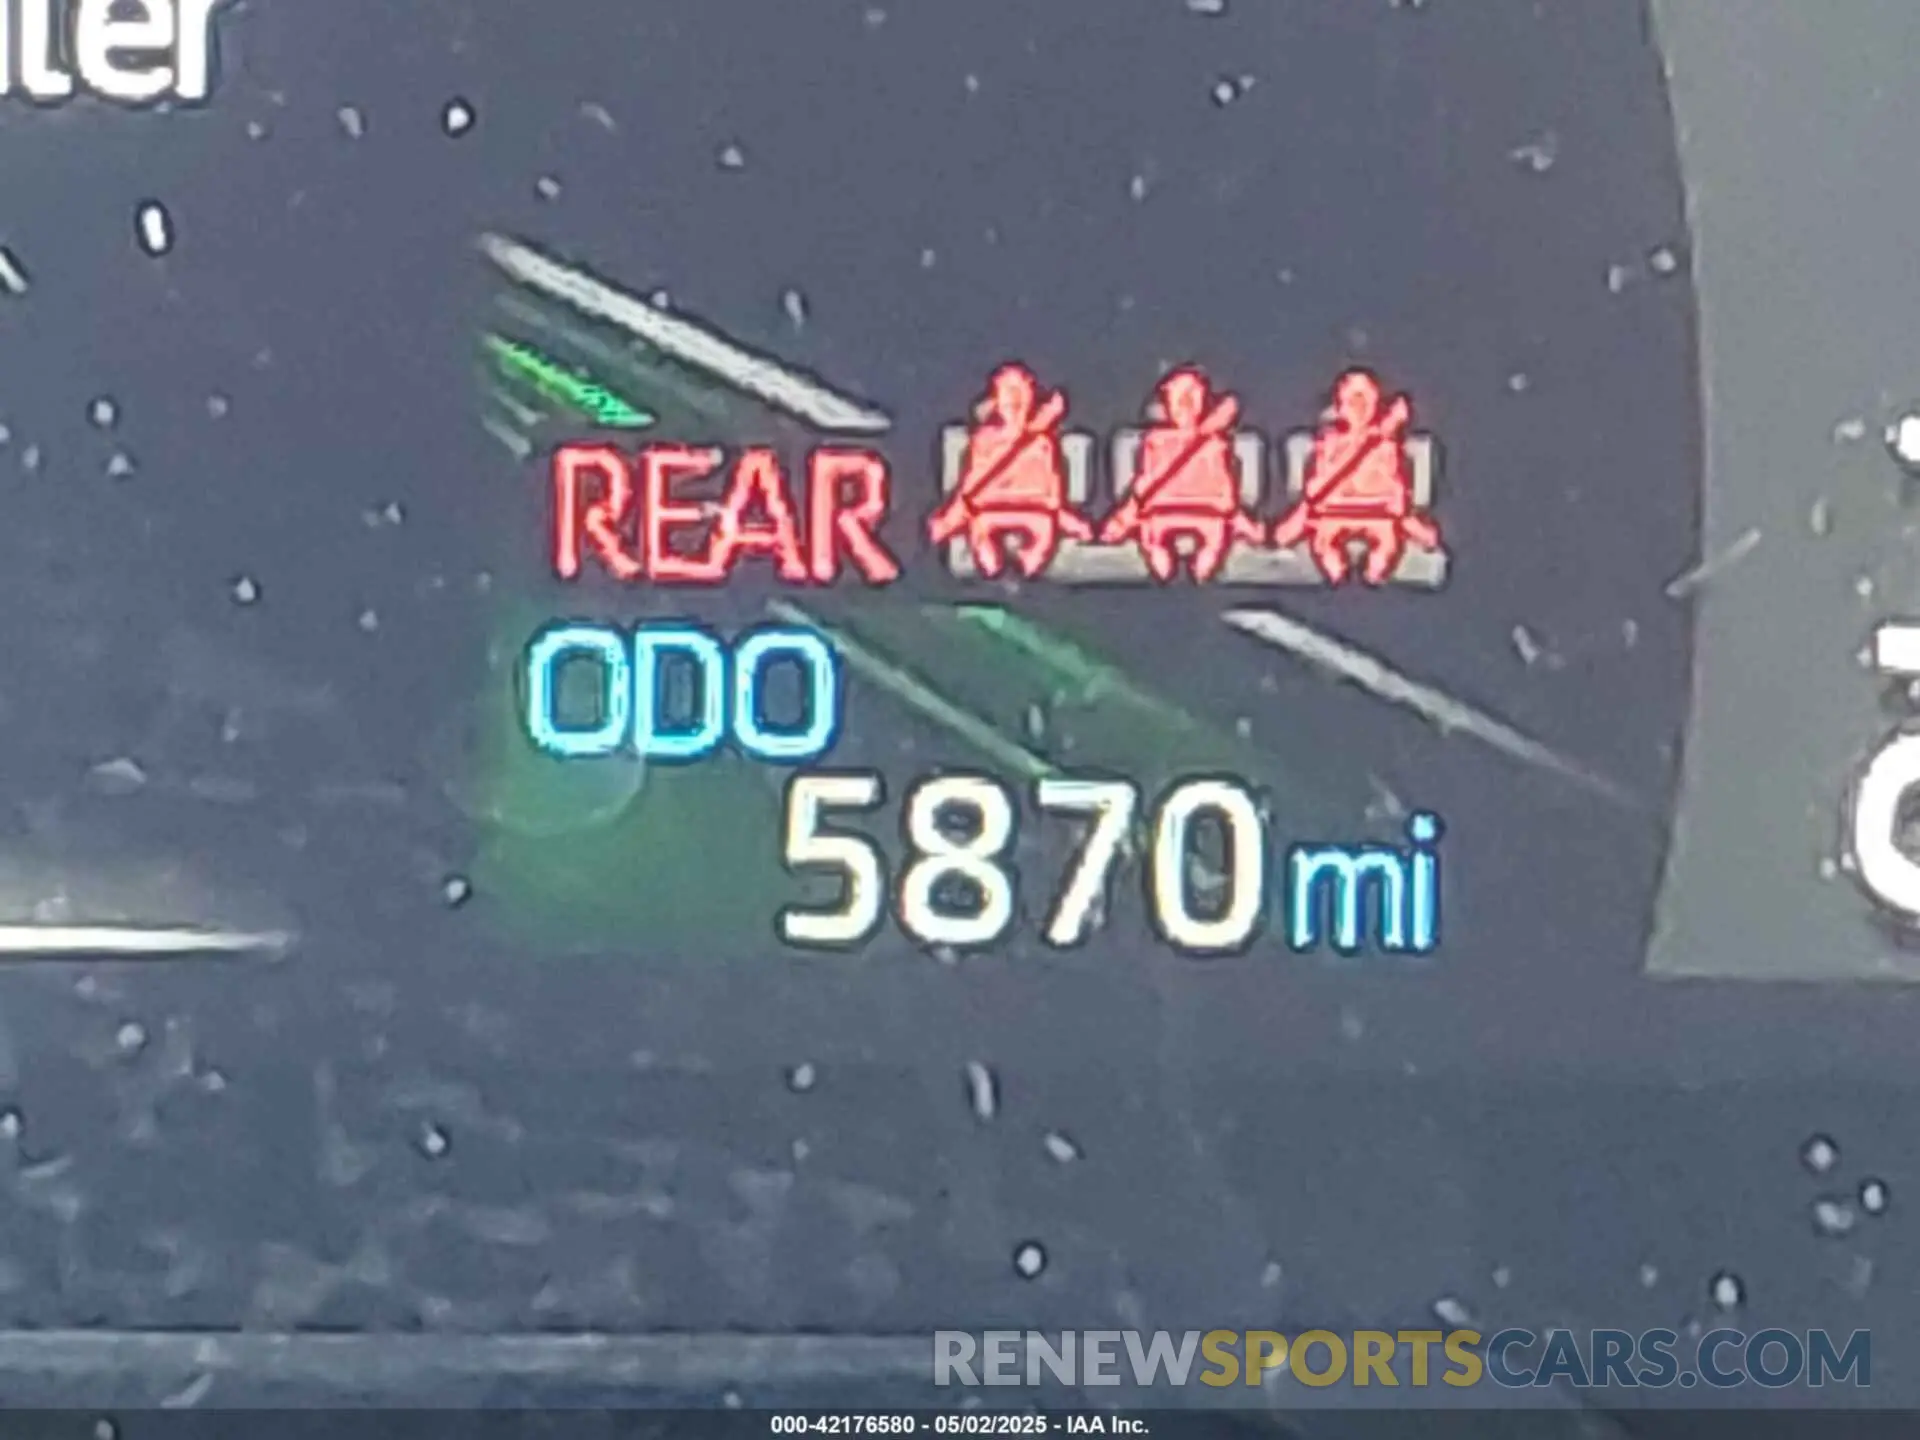 REAR
ODO
5870 mi
RENEWSPORTSCARS.COM
000-42176580 - 05/02/2025 - IAA Inc.